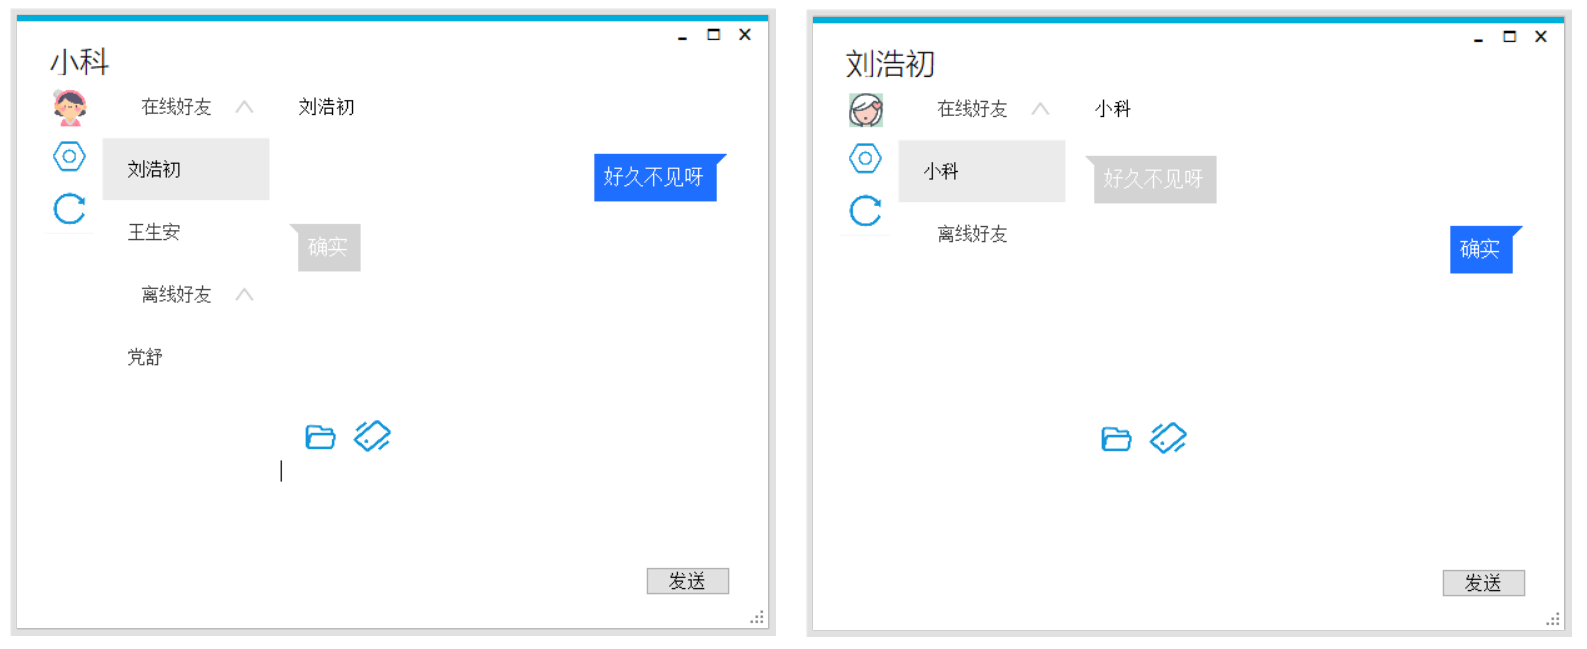 小科
在线好友
刘浩初
刘浩初
好久不见呀
王生安
确实
离线好友
党舒
发送
刘浩初
在线好友
小科
小科
好久不见呀
离线好友
确实
发送